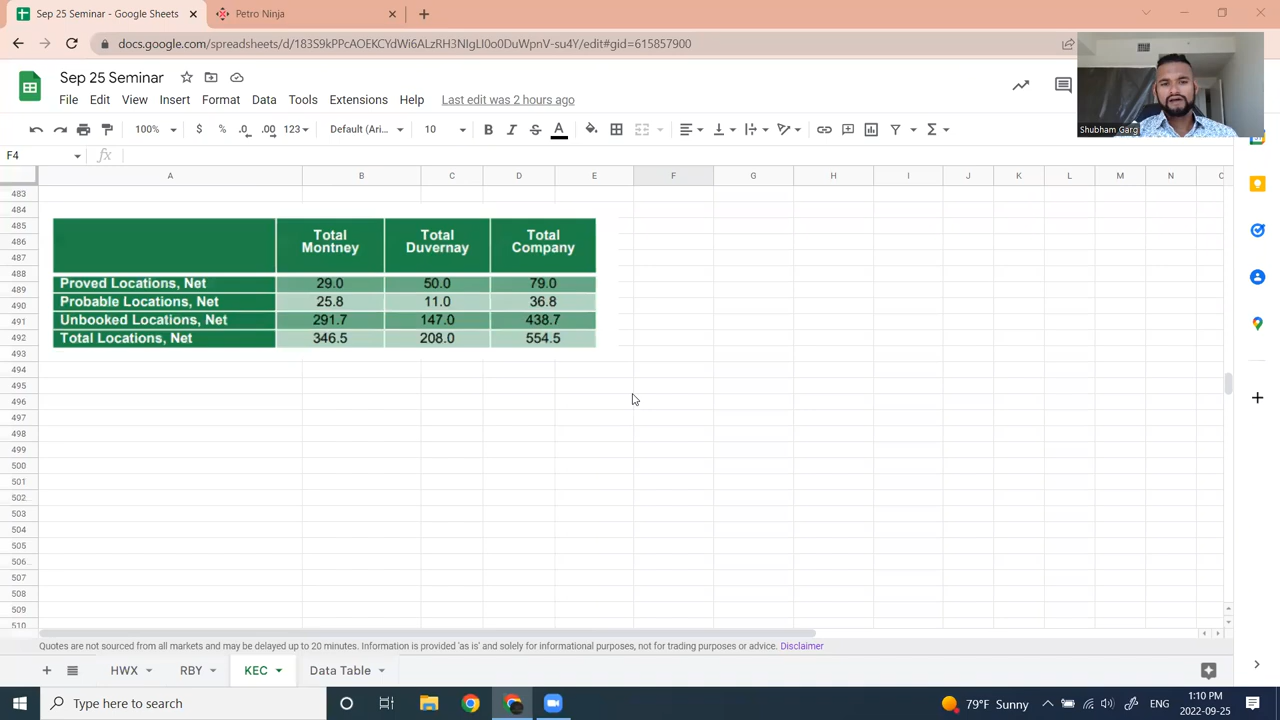 Sep 25 Seminar - Google Sheets
Petro Ninja
docs.google.com/spreadsheets/d/183S9kPPcAOEKCYdWi6ALzRH3NIgLI0o0DuWpnV-su4Y/edit#gid=615857900
Sep 25 Seminar
File Edit View Insert Format Data Tools Extensions Help Last edit was 2 hours ago
100% $ % .0 .00 123 Default (Ari... 10 B I S A
Shubham Garg
F4 fx
A B C D E F G H I J K L M N
483
484
485
486
487
488
489
490
491
492
493
494
495
496
497
498
499
500
501
502
503
504
505
506
507
508
509
510
Total Montney Total Duvernay Total Company
Proved Locations, Net 29.0 50.0 79.0
Probable Locations, Net 25.8 11.0 36.8
Unbooked Locations, Net 291.7 147.0 438.7
Total Locations, Net 346.5 208.0 554.5
Quotes are not sourced from all markets and may be delayed up to 20 minutes. Information is provided 'as is' and solely for informational purposes, not for trading purposes or advice. Disclaimer
HWX RBY KEC Data Table
Type here to search
79°F Sunny ENG 1:10 PM
2022-09-25